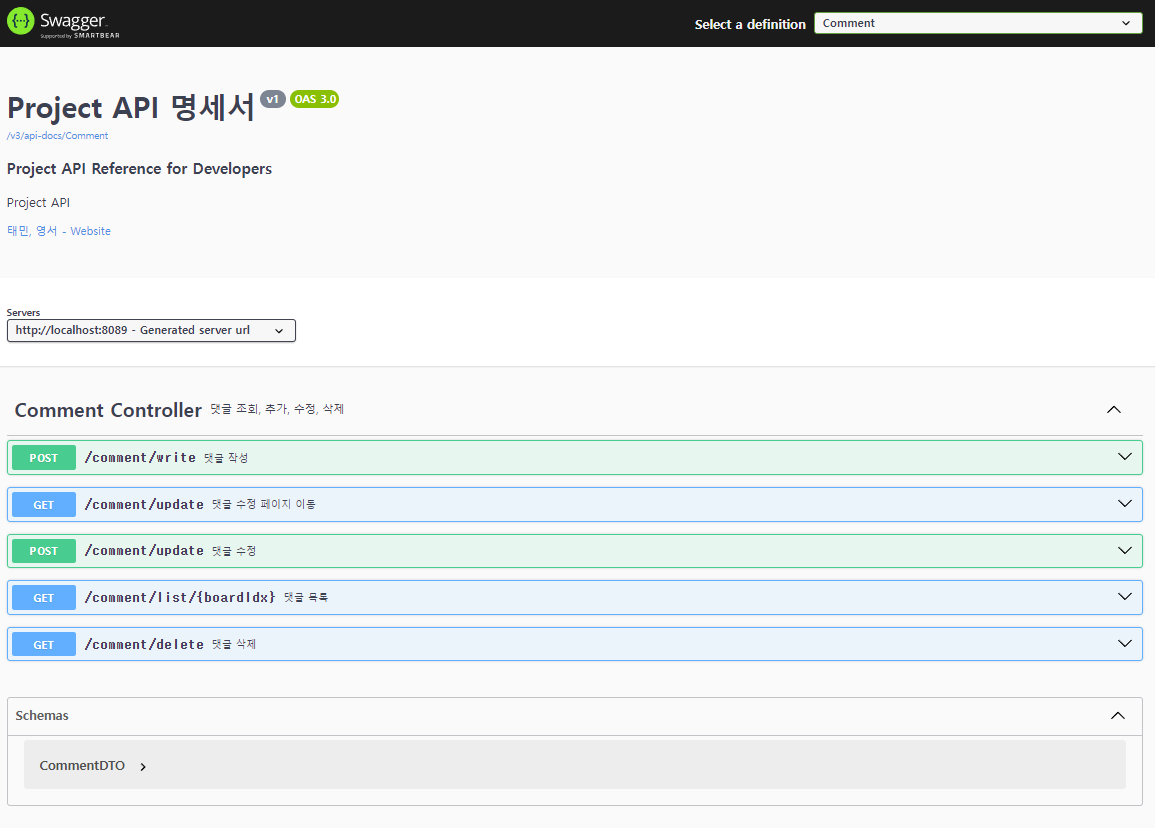 Swagger.
Supported by SMARTBEAR
Select a definition
Comment
Project API 명세서 v1 OAS 3.0
/v3/api-docs/Comment
Project API Reference for Developers
Project API
태민, 영서 - Website
Servers
http://localhost:8089 - Generated server url
Comment Controller 댓글 조회, 추가, 수정, 삭제
POST /comment/write 댓글 작성
GET /comment/update 댓글 수정 페이지 이동
POST /comment/update 댓글 수정
GET /comment/list/{boardIdx} 댓글 목록
GET /comment/delete 댓글 삭제
Schemas
CommentDTO